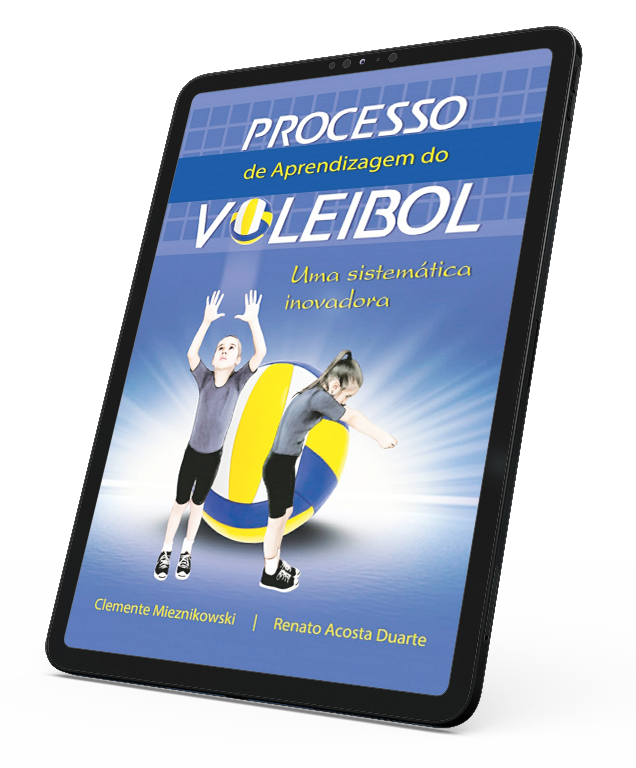 PROCESSO
de Aprendizagem do
VOLEIBOL
Uma sistemática
inovadora
Clemente Mieznikowski | Renato Acosta Duarte